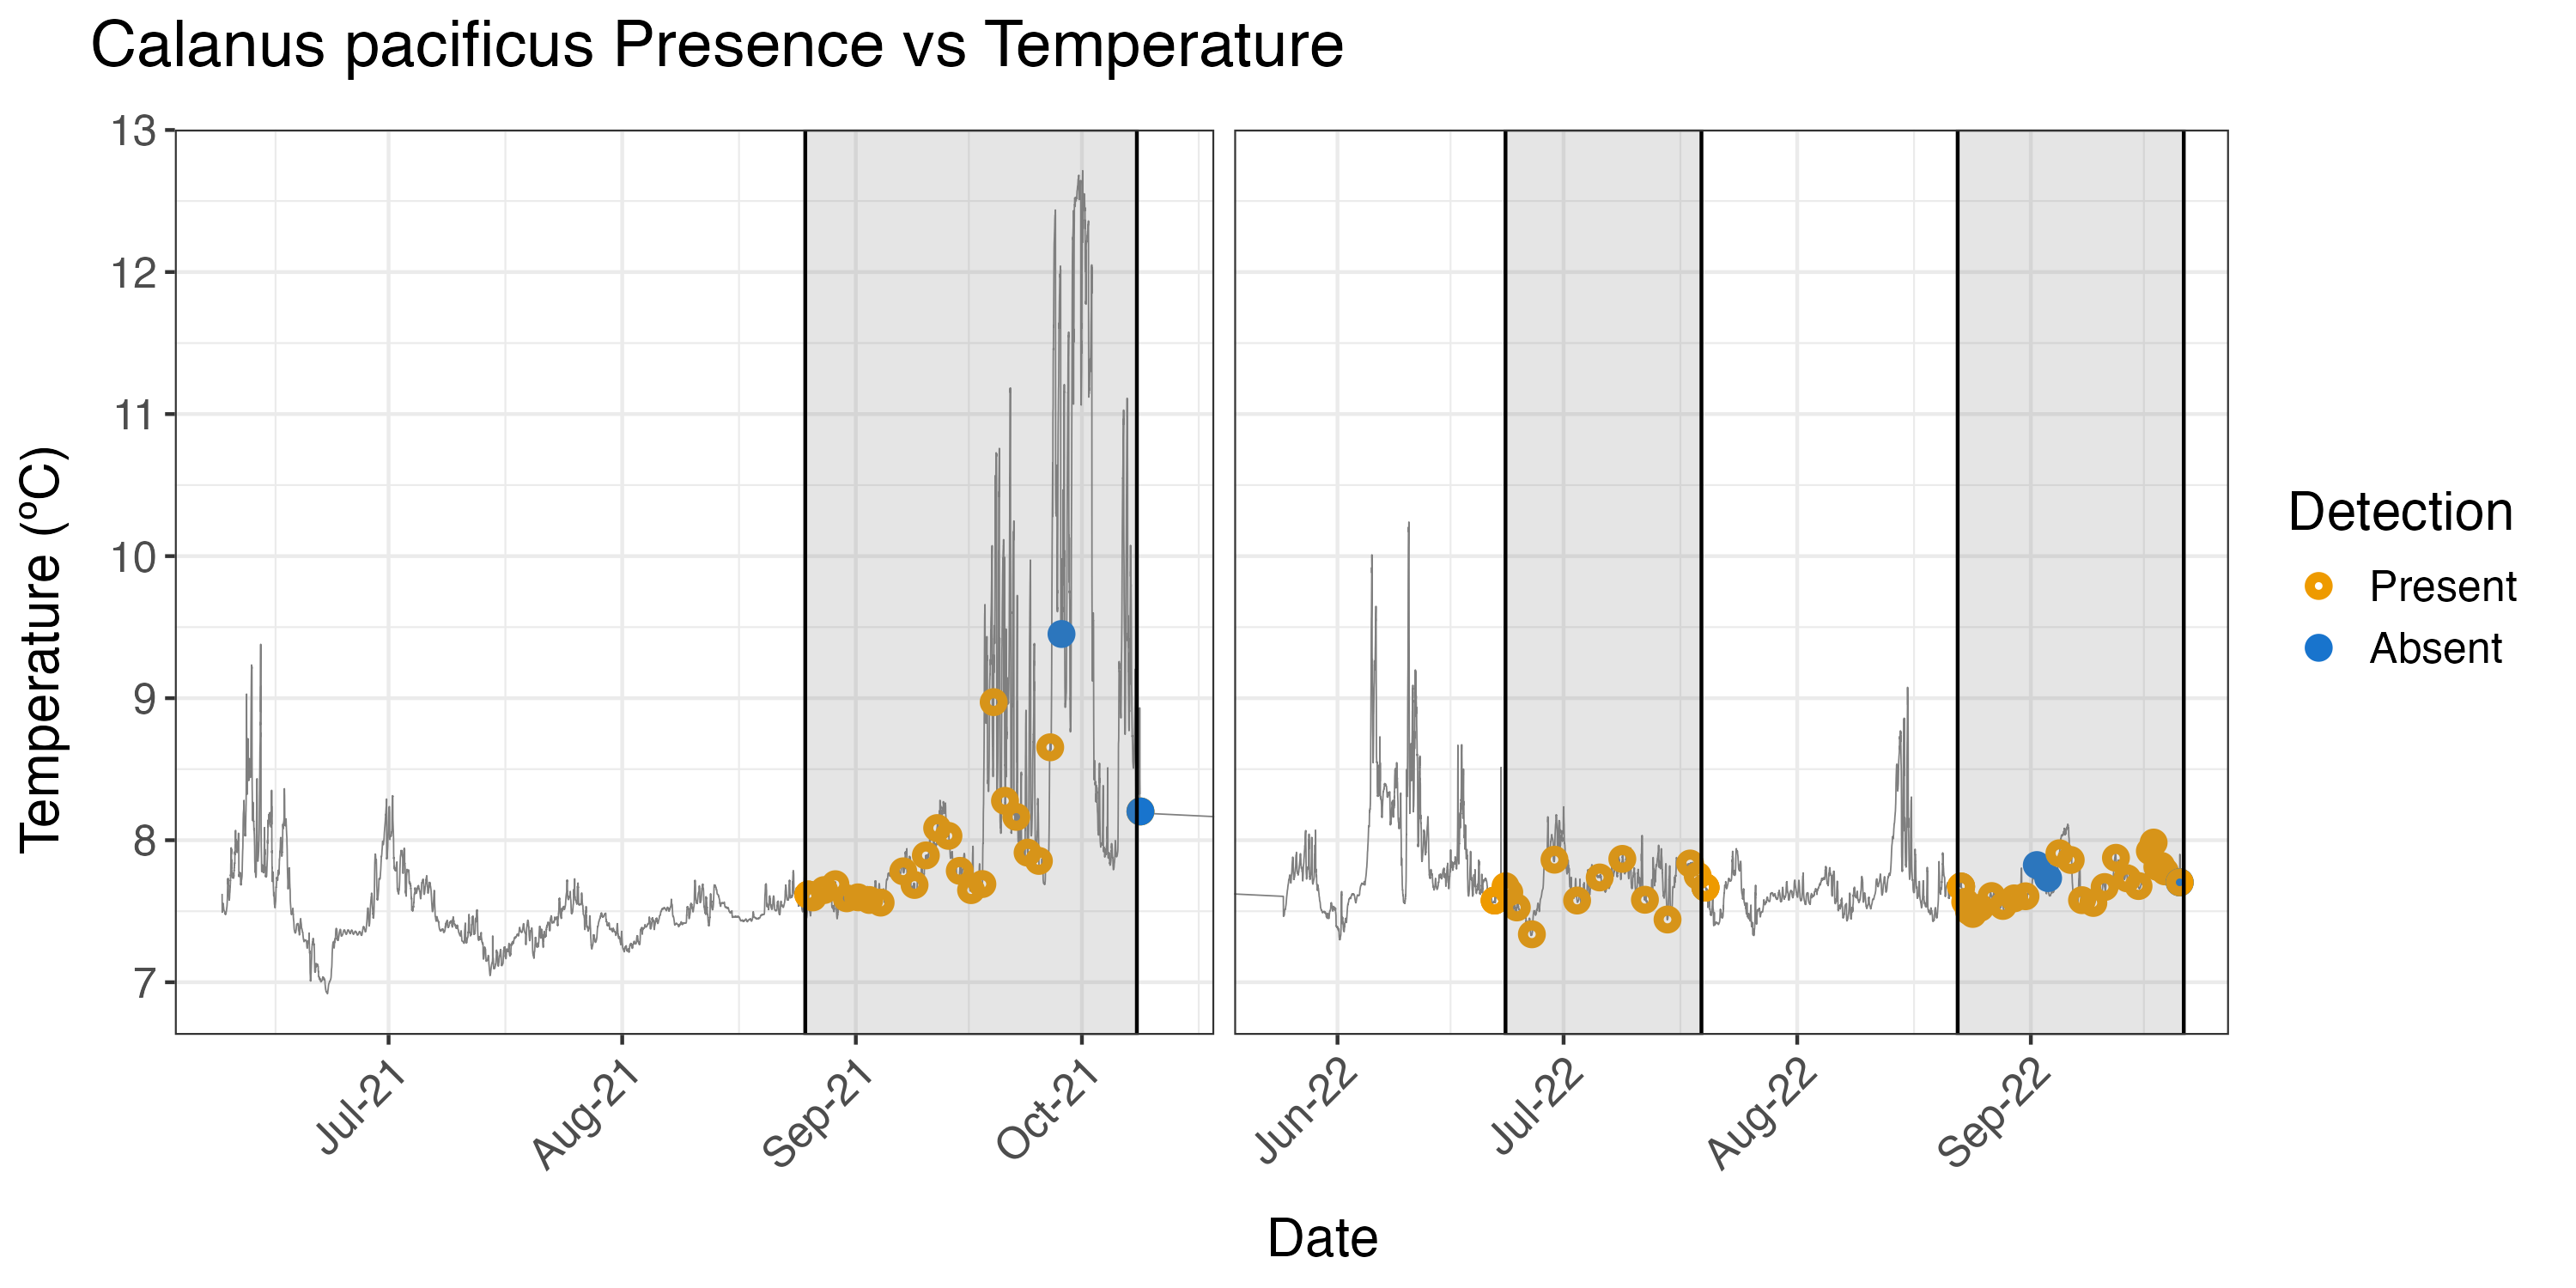 Calanus pacificus Presence vs Temperature
13
12
11
10
9
8
7
Temperature (ºC)
Jul-21
Aug-21
Sep-21
Oct-21
Jun-22
Jul-22
Aug-22
Sep-22
Date
Detection
Present
Absent